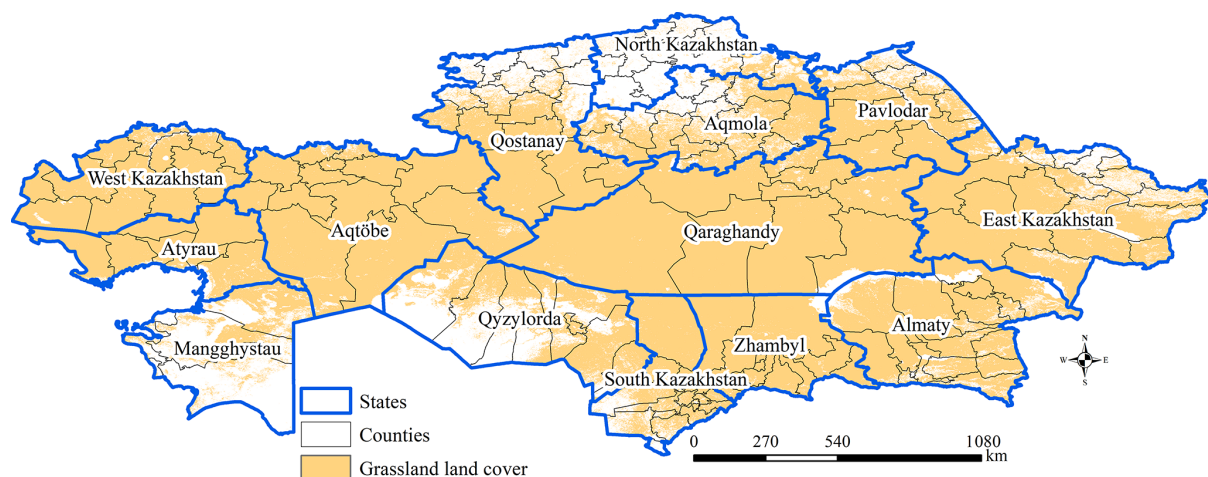 North Kazakhstan
Pavlodar
Aqmola
Qostanay
West Kazakhstan
East Kazakhstan
Aqtöbe
Qaraghandy
Atyrau
Qyzylorda
Almaty
Mangghystau
Zhambyl
South Kazakhstan
N
W E
S
States
Counties
Grassland land cover
0 270 540 1080
km